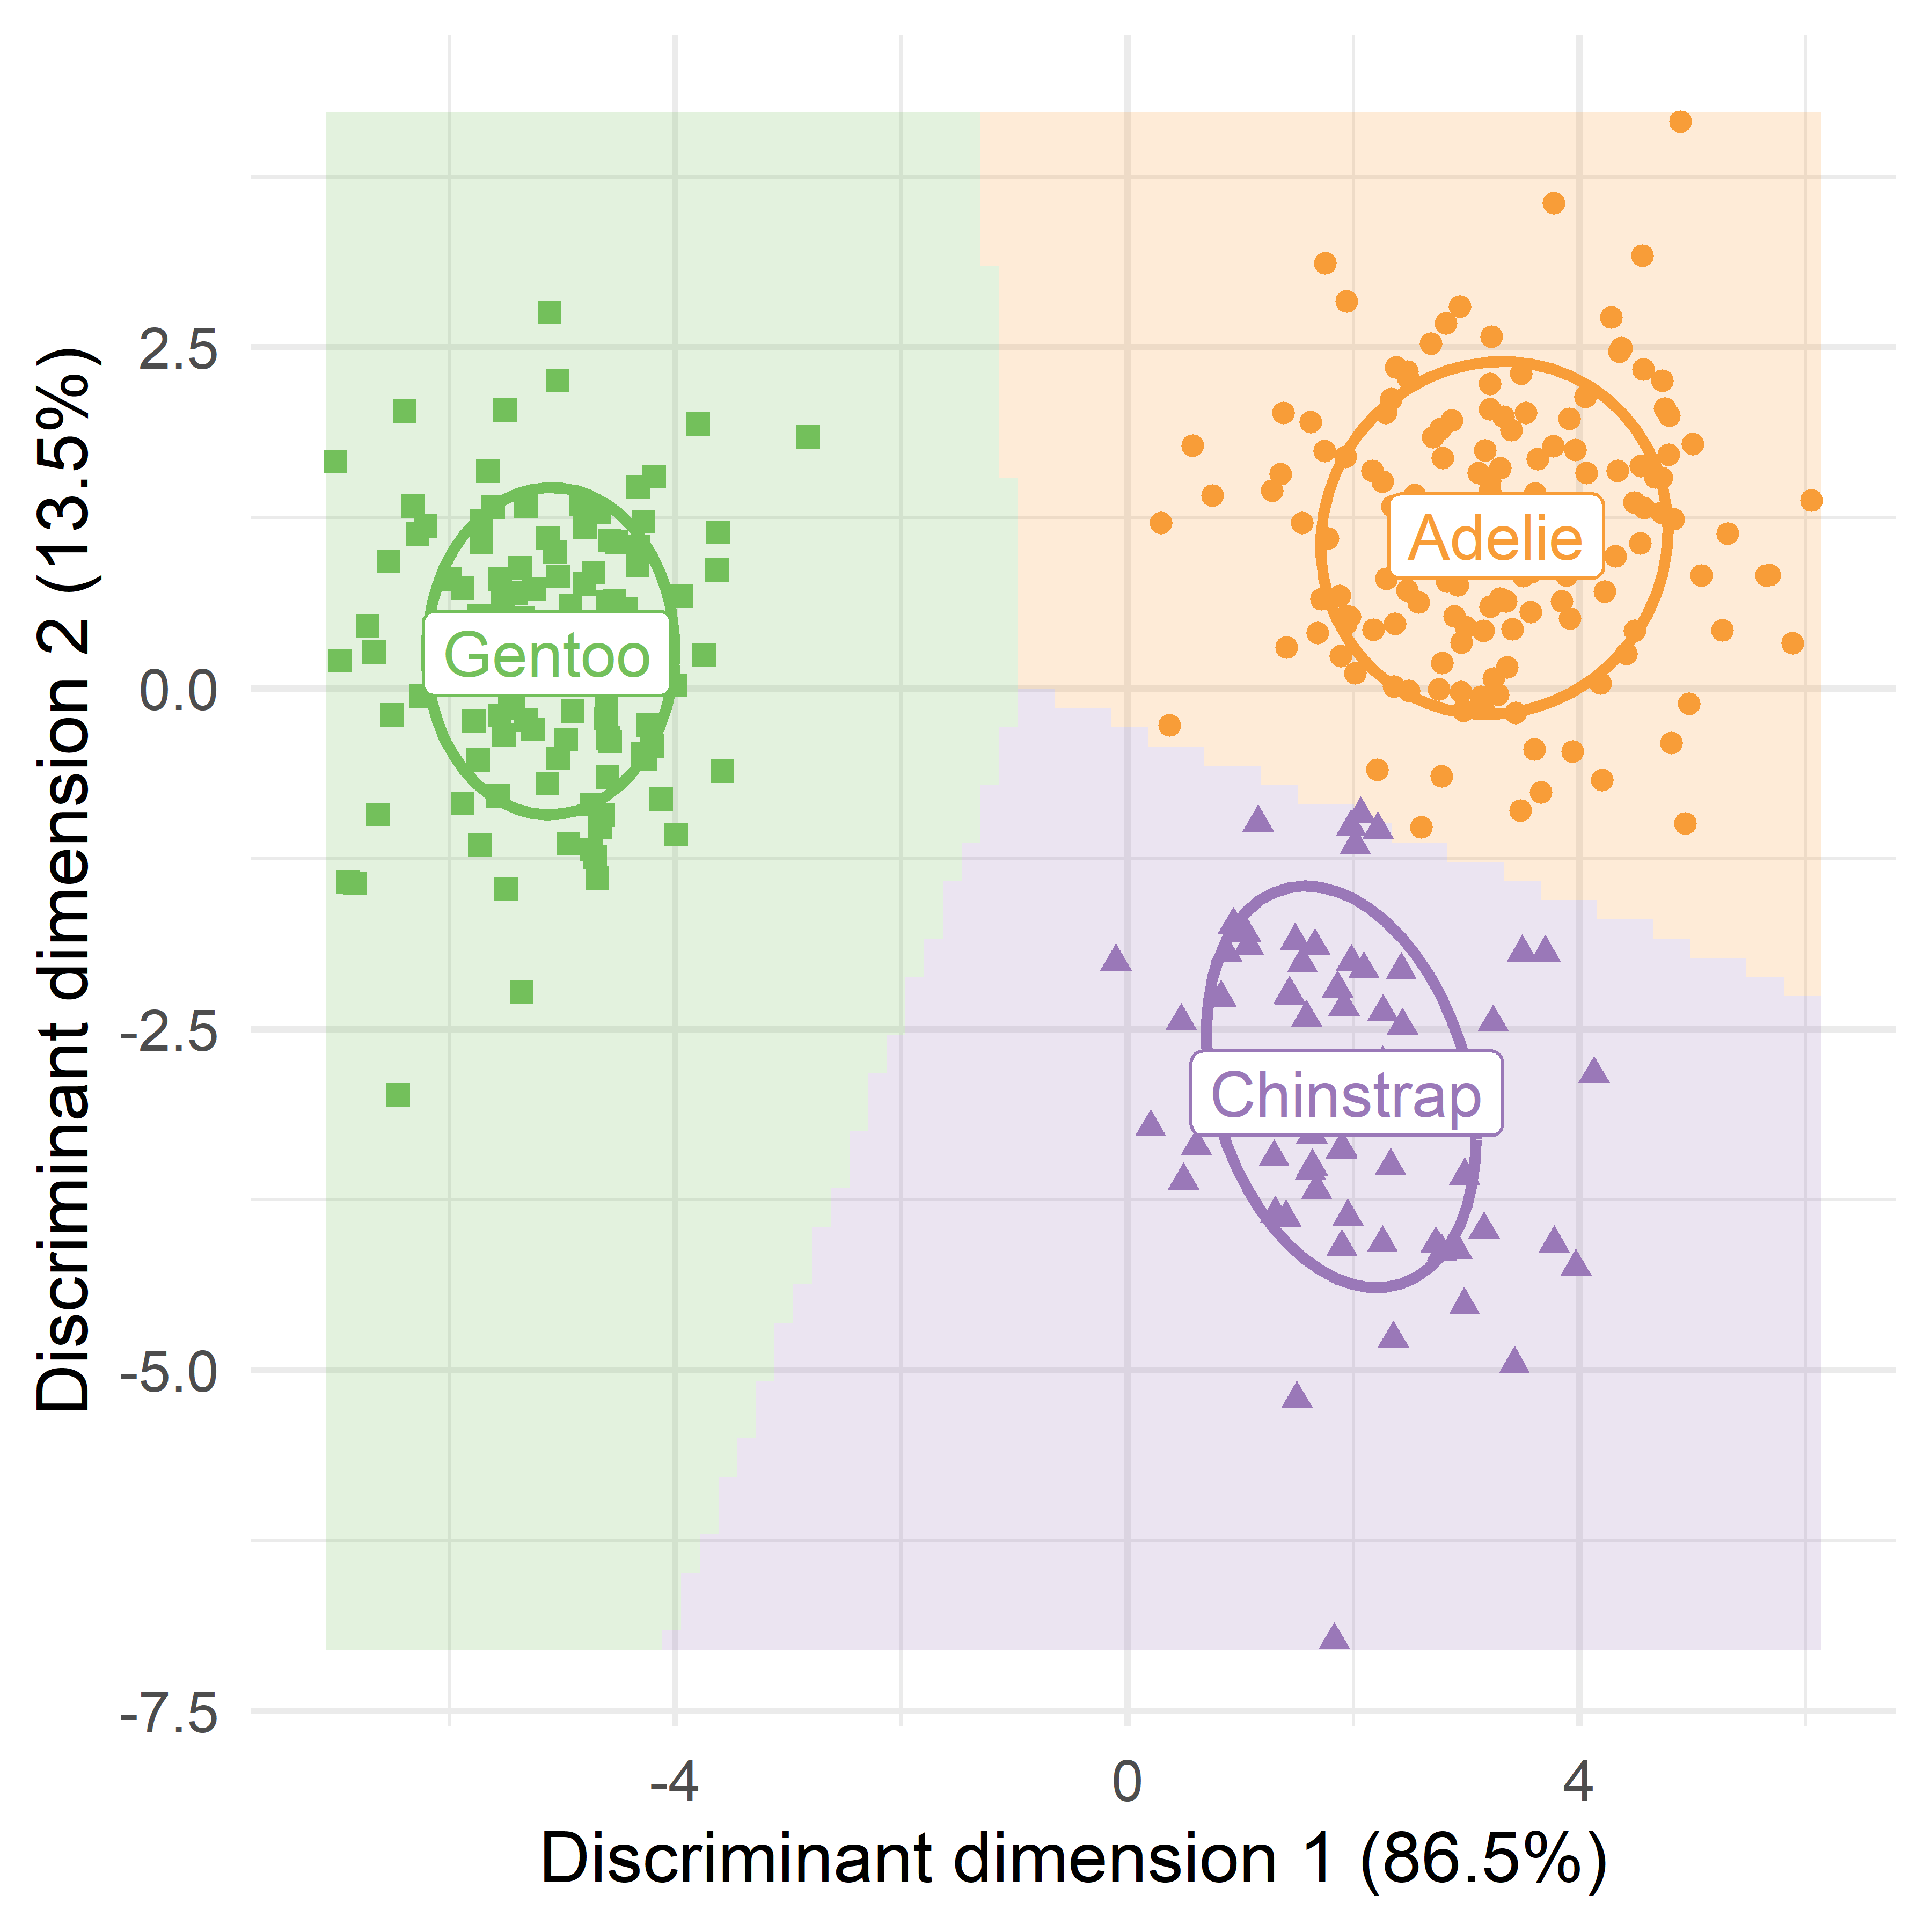 Discriminant dimension 2 (13.5%)
2.5
0.0
-2.5
-5.0
-7.5
Adelie
Gentoo
Chinstrap
-4
0
4
Discriminant dimension 1 (86.5%)